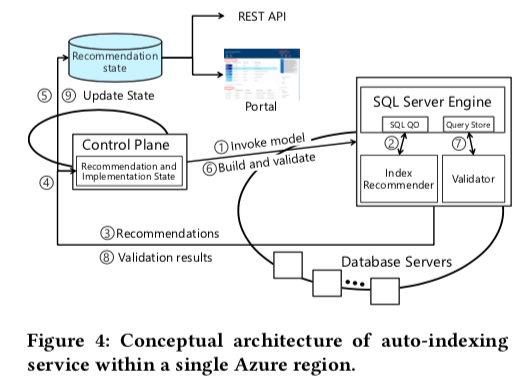 REST API
Recommendation
state
Portal
⑤ ⑨ Update State
SQL Server Engine
SQL QO
Query Store
② ⑦
Control Plane
① Invoke model
⑥ Build and validate
Recommendation and
Implementation State
④
Index
Recommender
Validator
③ Recommendations
⑧ Validation results
Database Servers
Figure 4: Conceptual architecture of auto-indexing
service within a single Azure region.